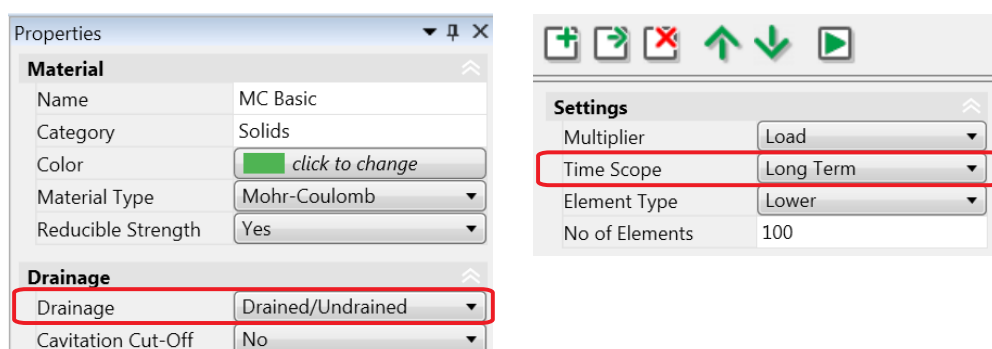 Properties
Material
Name MC Basic
Category Solids
Color click to change
Material Type Mohr-Coulomb
Reducible Strength Yes
Drainage
Drainage Drained/Undrained
Cavitation Cut-Off No
Settings
Multiplier Load
Time Scope Long Term
Element Type Lower
No of Elements 100